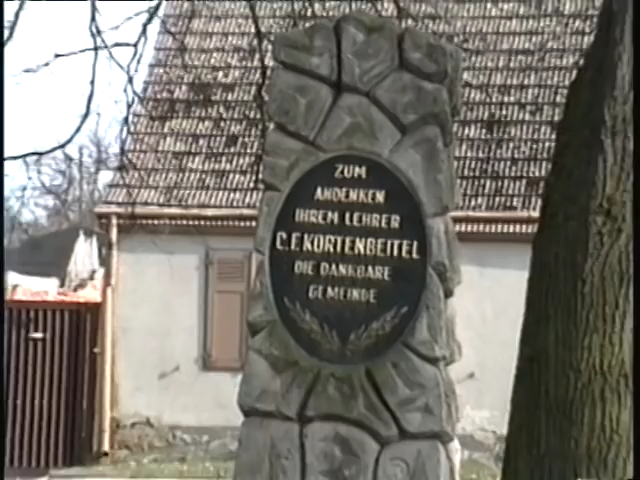 ZUM
ANDENKEN
IHREM LEHRER
C.F. KORTENBEITEL
DIE DANKBARE
GEMEINDE